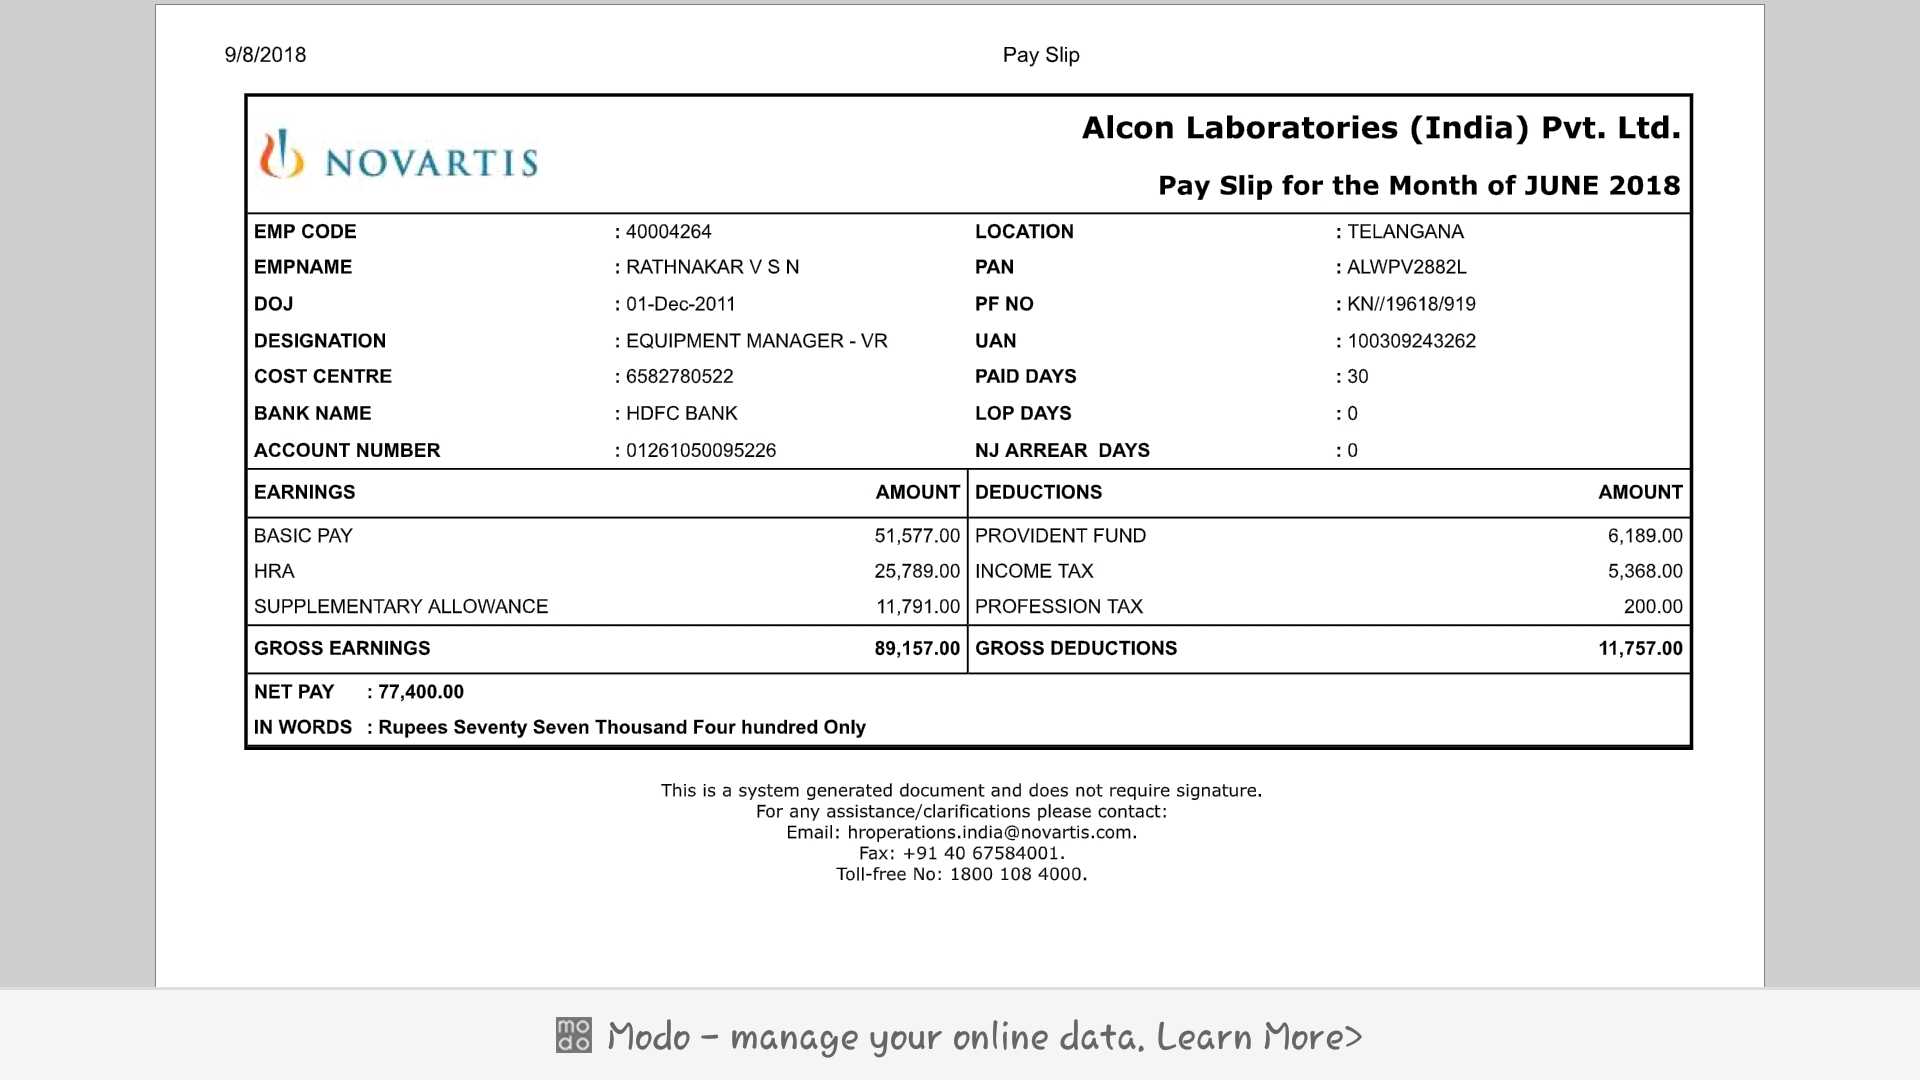 9/8/2018 Pay Slip
NOVARTIS
Alcon Laboratories (India) Pvt. Ltd.
Pay Slip for the Month of JUNE 2018
EMP CODE : 40004264 LOCATION : TELANGANA
EMPNAME : RATHNAKAR V S N PAN : ALWPV2882L
DOJ : 01-Dec-2011 PF NO : KN//19618/919
DESIGNATION : EQUIPMENT MANAGER - VR UAN : 100309243262
COST CENTRE : 6582780522 PAID DAYS : 30
BANK NAME : HDFC BANK LOP DAYS : 0
ACCOUNT NUMBER : 01261050095226 NJ ARREAR DAYS : 0
EARNINGS AMOUNT DEDUCTIONS AMOUNT
BASIC PAY 51,577.00 PROVIDENT FUND 6,189.00
HRA 25,789.00 INCOME TAX 5,368.00
SUPPLEMENTARY ALLOWANCE 11,791.00 PROFESSION TAX 200.00
GROSS EARNINGS 89,157.00 GROSS DEDUCTIONS 11,757.00
NET PAY : 77,400.00
IN WORDS : Rupees Seventy Seven Thousand Four hundred Only
This is a system generated document and does not require signature.
For any assistance/clarifications please contact:
Email: hroperations.india@novartis.com.
Fax: +91 40 67584001.
Toll-free No: 1800 108 4000.
mo do Modo – manage your online data. Learn More>